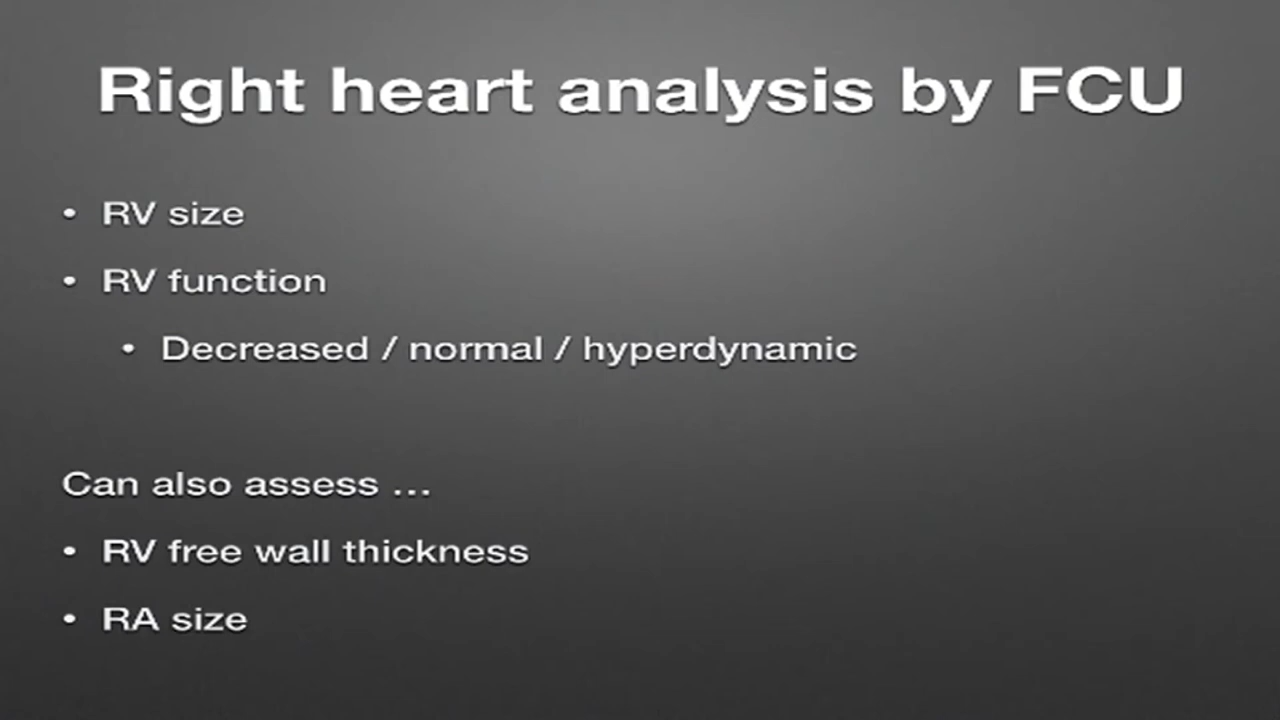 Right heart analysis by FCU
• RV size
• RV function
• Decreased / normal / hyperdynamic
Can also assess …
• RV free wall thickness
• RA size